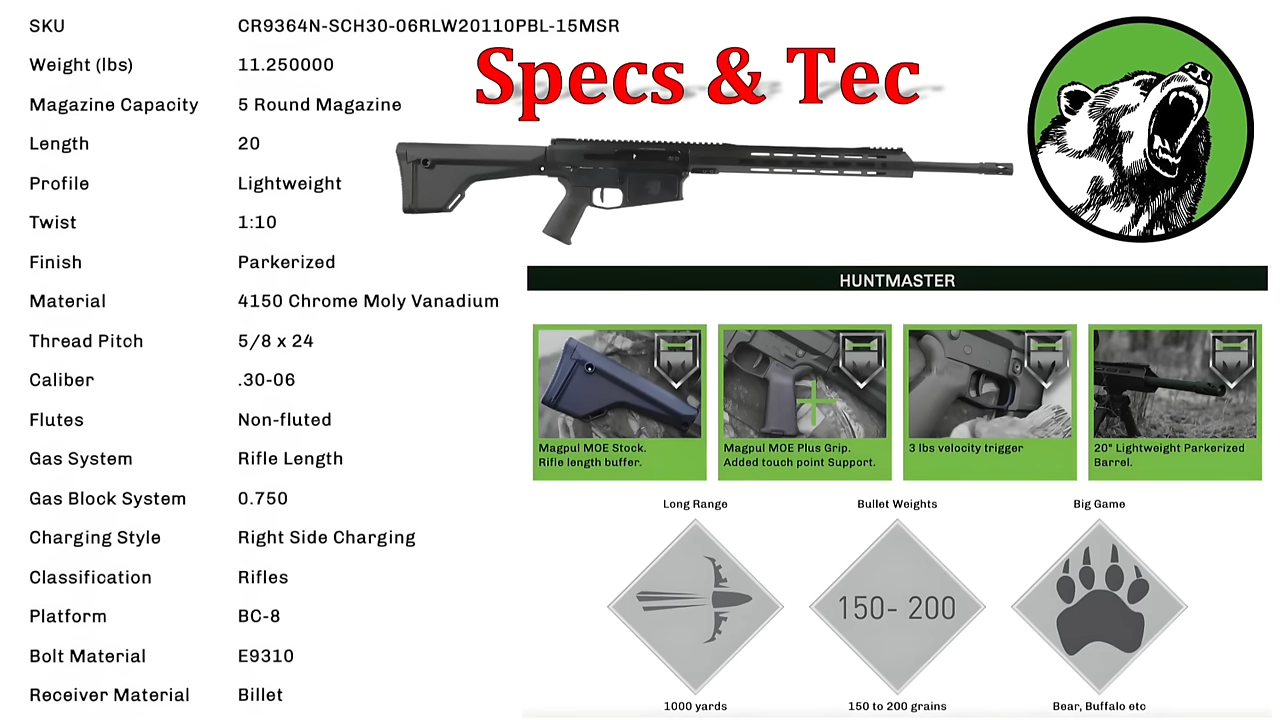 SKU CR9364N-SCH30-06RLW20110PBL-15MSR
Weight (lbs) 11.250000
Specs & Tec
Magazine Capacity 5 Round Magazine
Length 20
Profile Lightweight
Twist 1:10
Finish Parkerized
Material 4150 Chrome Moly Vanadium
Thread Pitch 5/8 x 24
Caliber .30-06
Flutes Non-fluted
Gas System Rifle Length
Gas Block System 0.750
Charging Style Right Side Charging
Classification Rifles
Platform BC-8
Bolt Material E9310
Receiver Material Billet
HUNTMASTER
Magpul MOE Stock.
Rifle length buffer.
Magpul MOE Plus Grip.
Added touch point Support.
3 lbs velocity trigger
20" Lightweight Parkerized
Barrel.
Long Range
1000 yards
Bullet Weights
150- 200
150 to 200 grains
Big Game
Bear, Buffalo etc